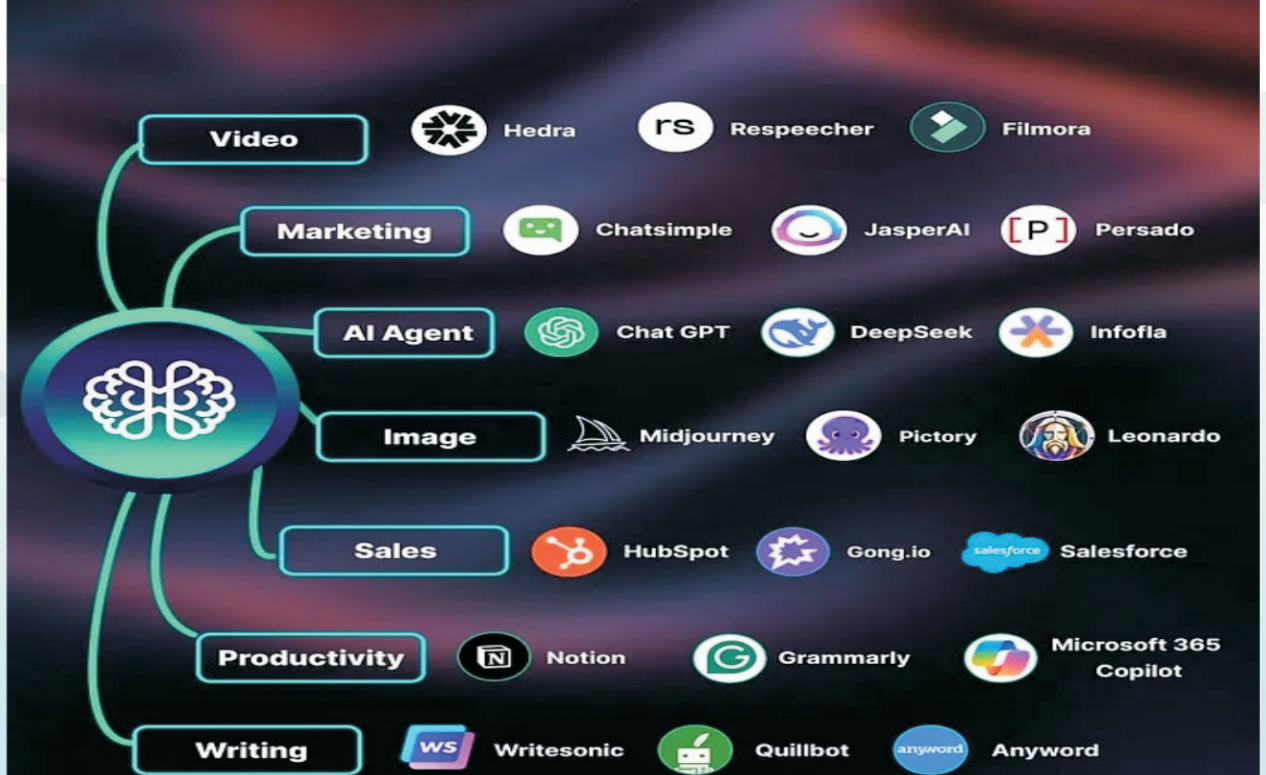 Video Hedra rs Respeecher Filmora
Marketing Chatsimple JasperAI [P] Persado
AI Agent Chat GPT DeepSeek Infofla
Image Midjourney Pictory Leonardo
Sales HubSpot Gong.io salesforce Salesforce
Productivity N Notion G Grammarly Microsoft 365
Copilot
Writing WS Writesonic Quillbot anyword Anyword